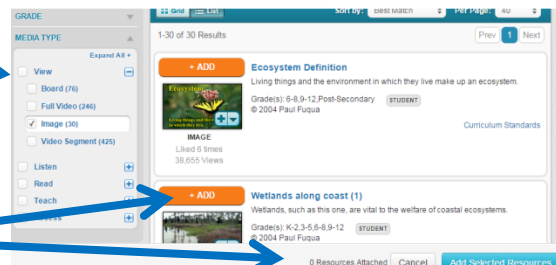 GRADE
Grid List
Sort by: Best Match
Per Page: 40
MEDIA TYPE
1-30 of 30 Results
Prev 1 Next
Expand All +
View
Board (76)
Full Video (246)
Image (30)
Video Segment (425)
Listen
Read
Teach
+ ADD
Ecosystem Definition
Living things and the environment in which they live make up an ecosystem.
Grade(s): 6-8,9-12,Post-Secondary STUDENT
© 2004 Paul Fuqua
Curriculum Standards
IMAGE
Liked 6 times
38,655 Views
+ ADD
Wetlands along coast (1)
Wetlands, such as this one, are vital to the welfare of coastal ecosystems.
Grade(s): K-2,3-5,6-8,9-12 STUDENT
© 2004 Paul Fuqua
0 Resources Attached Cancel Add Selected Resources